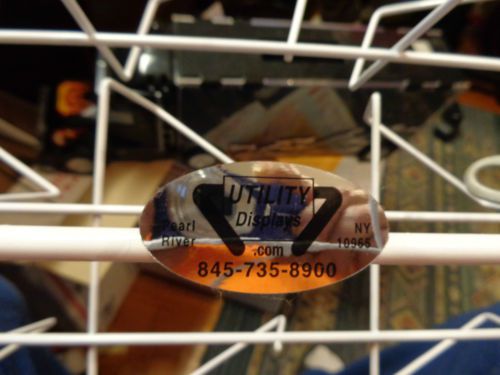 UTILITY
Displays
.com
Pearl River
NY 10965
845-735-8900